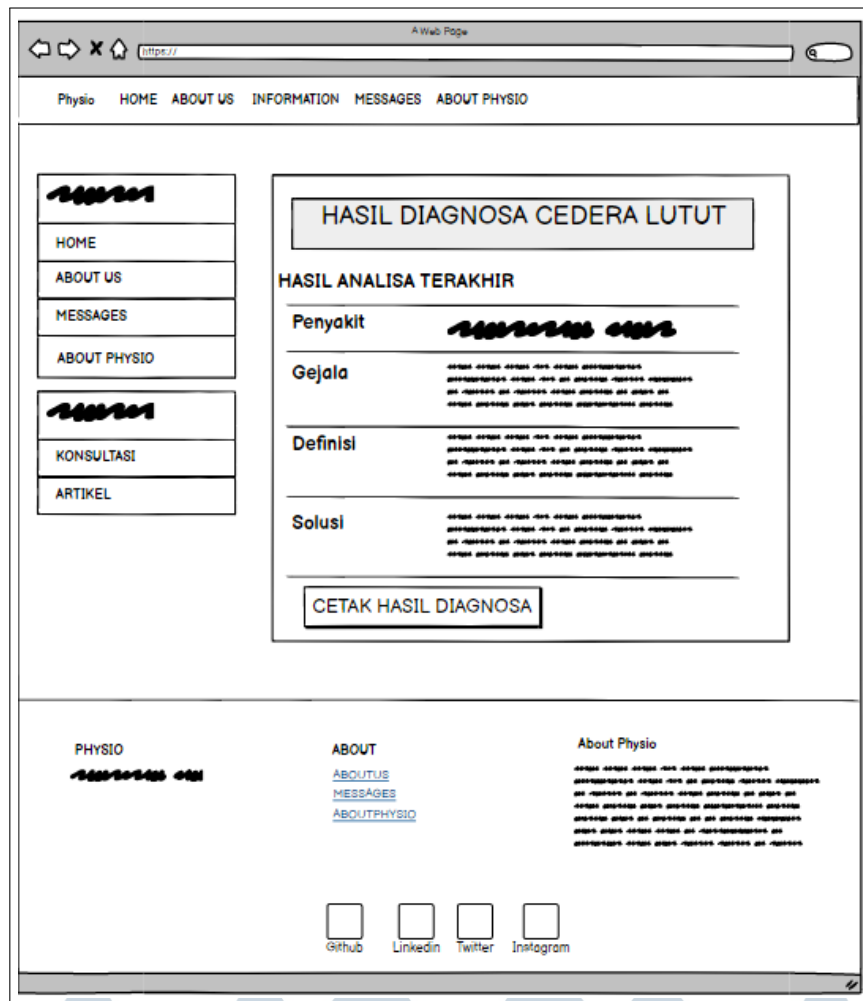 A Web Page
https://
Physio HOME ABOUT US INFORMATION MESSAGES ABOUT PHYSIO
HOME
ABOUT US
MESSAGES
ABOUT PHYSIO
KONSULTASI
ARTIKEL
HASIL DIAGNOSA CEDERA LUTUT
HASIL ANALISA TERAKHIR
Penyakit
Gejala
Definisi
Solusi
CETAK HASIL DIAGNOSA
PHYSIO
ABOUT
ABOUTUS
MESSAGES
ABOUTPHYSIO
About Physio
Github Linkedin Twitter Instagram